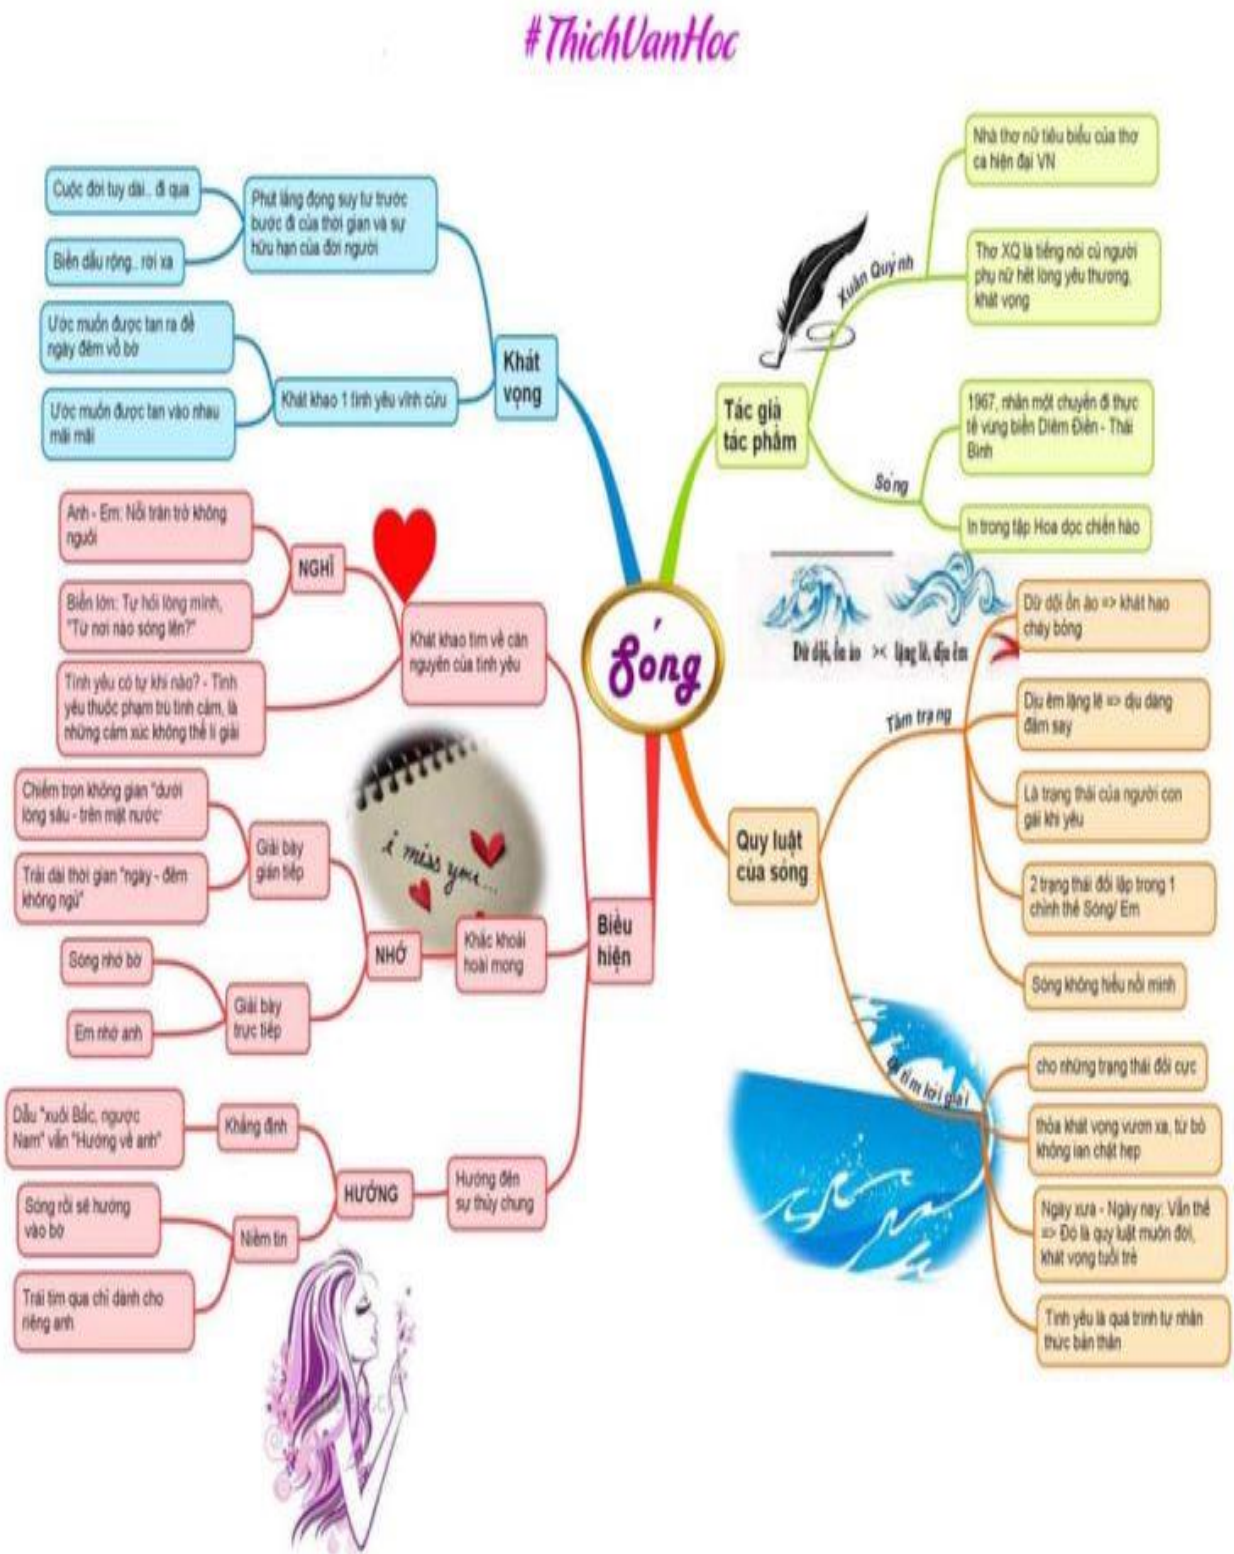 #ThichVanHoc
Sóng
Tác giả
tác phẩm
Xuân Quỳnh
Nhà thơ nữ tiêu biểu của thơ
ca hiện đại VN
Thơ XQ là tiếng nói củ người
phụ nữ hết lòng yêu thương,
khát vọng
Sóng
1967, nhân một chuyến đi thực
tế vùng biển Diêm Điền - Thái
Bình
In trong tập Hoa dọc chiến hào
Dữ dội, ồn ào >< lặng lẽ, dịu êm
Quy luật
của sóng
Tâm trạng
Dữ dội ồn ào => khát hao
cháy bỏng
Dịu êm lặng lẽ => dịu dàng
đằm say
Là trạng thái của người con
gái khi yêu
2 trạng thái đối lập trong 1
chỉnh thể Sóng/ Em
Sóng không hiểu nổi mình
Đi tìm lời giải
cho những trạng thái đối cực
thỏa khát vọng vươn xa, từ bỏ
không ian chật hẹp
Ngày xưa - Ngày nay: Vẫn thế
=> Đó là quy luật muôn đời,
khát vọng tuổi trẻ
Tình yêu là quá trình tự nhận
thức bản thân
Khát
vọng
Phút lắng đọng suy tư trước
bước đi của thời gian và sự
hữu hạn của đời người
Cuộc đời tuy dài.. đi qua
Biển dẫu rộng.. rời xa
Khát khao 1 tình yêu vĩnh cửu
Ước muốn được tan ra để
ngày đêm vỗ bờ
Ước muốn được tan vào nhau
mãi mãi
Biểu
hiện
Khát khao tìm về căn
nguyên của tình yêu
NGHĨ
Anh - Em: Nỗi trăn trở không
nguôi
Biển lớn: Tự hỏi lòng mình,
"Từ nơi nào sóng lên?"
Tình yêu có tự khi nào? - Tình
yêu thuộc phạm trù tình cảm, là
những cảm xúc không thể lí giải
i miss you...
Khắc khoải
hoài mong
NHỚ
Giãi bày
gián tiếp
Chiếm trọn không gian "dưới
lòng sâu - trên mặt nước"
Trải dài thời gian "ngày - đêm
không ngủ"
Giãi bày
trực tiếp
Sóng nhớ bờ
Em nhớ anh
Hướng đến
sự thủy chung
HƯỚNG
Khẳng định
Dẫu "xuôi Bắc, ngược
Nam" vẫn "Hướng về anh"
Niềm tin
Sóng rồi sẽ hướng
vào bờ
Trái tim qua chỉ dành cho
riêng anh